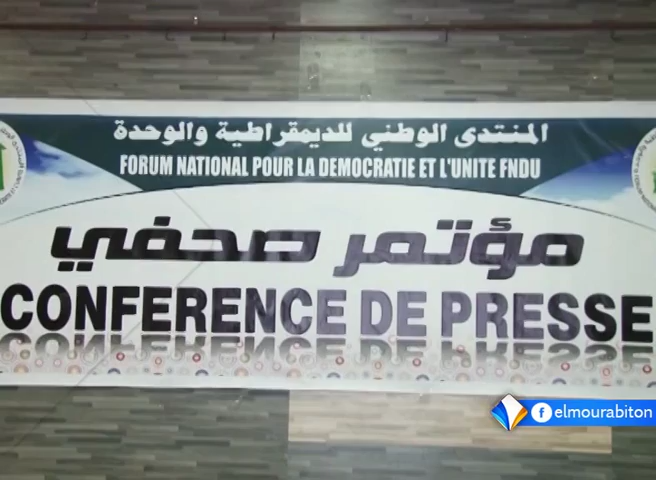 المنتدى الوطني للديمقراطية والوحدة
FORUM NATIONAL POUR LA DEMOCRATIE ET L'UNITE FNDU
مؤتمر صحفي
CONFERENCE DE PRESSE
elmourabiton